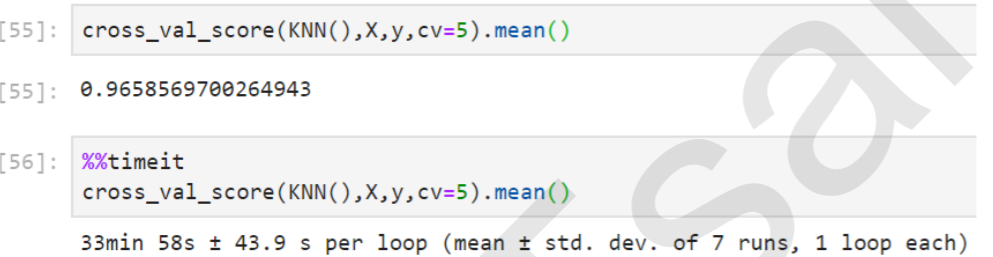 [55]: cross_val_score(KNN(),X,y,cv=5).mean()
[55]: 0.9658569700264943
[56]: %%timeit
cross_val_score(KNN(),X,y,cv=5).mean()
33min 58s ± 43.9 s per loop (mean ± std. dev. of 7 runs, 1 loop each)